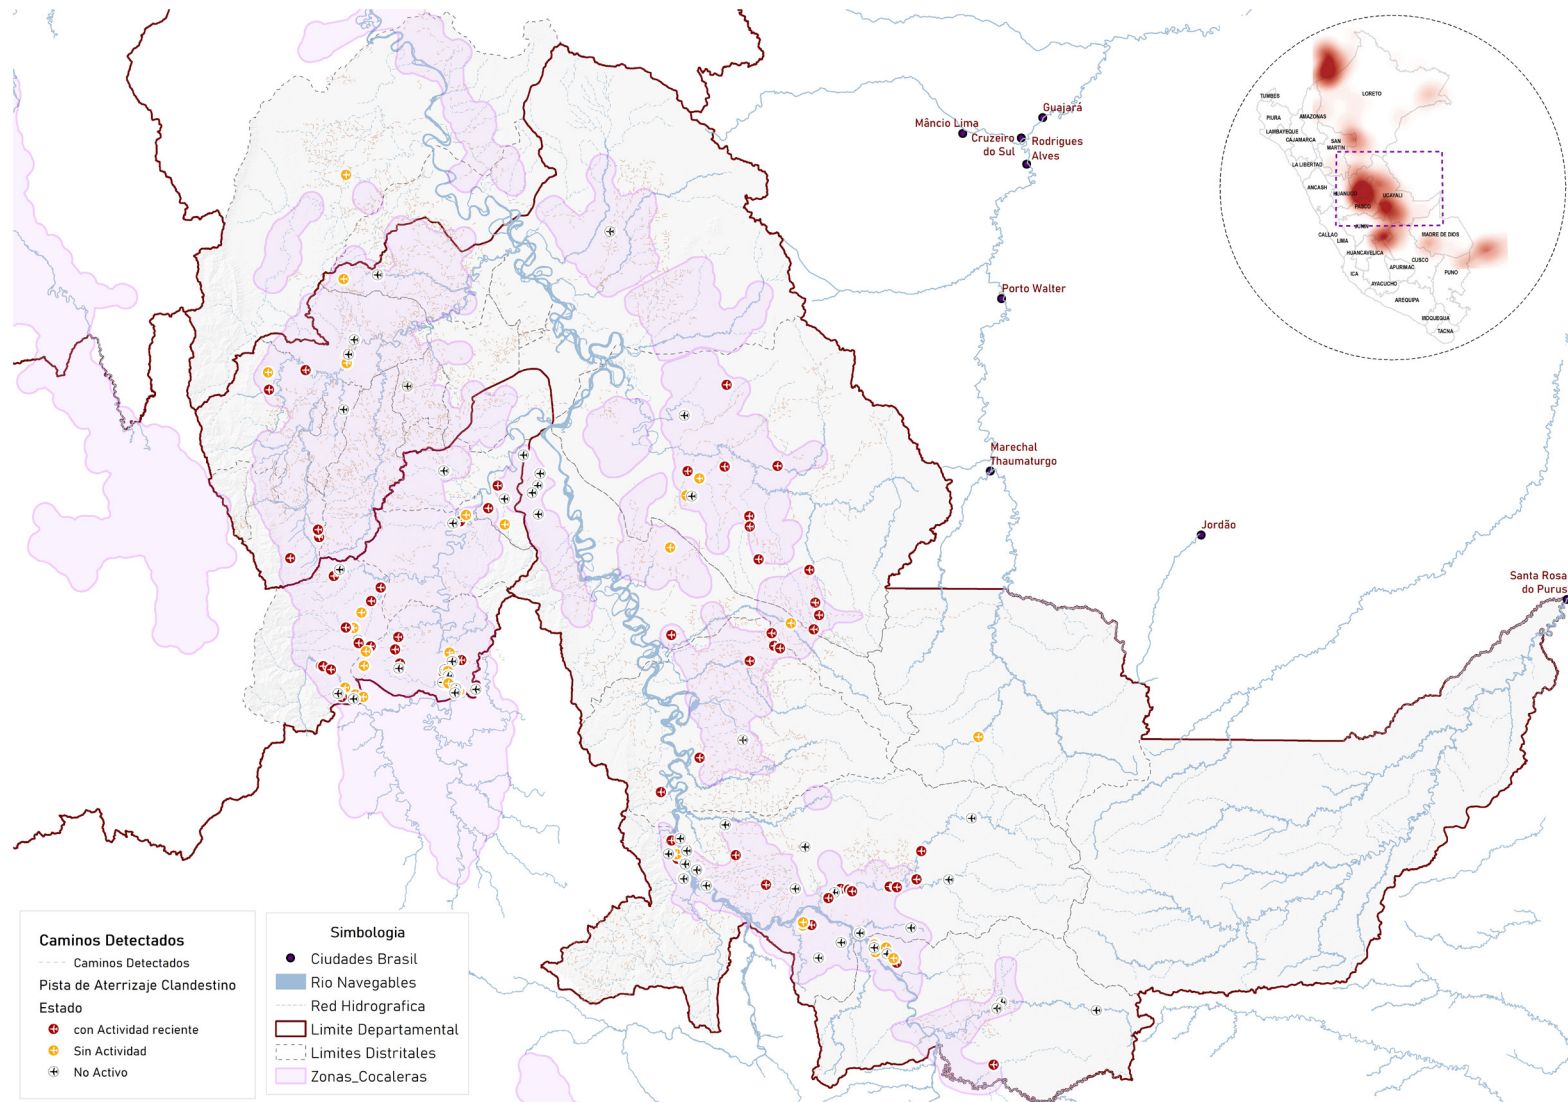 Guajará
Mâncio Lima
Cruzeiro
do Sul
Rodrigues
Alves
Porto Walter
Marechal
Thaumaturgo
Jordão
Santa Rosa
do Purus
TUMBES
PIURA
LAMBAYEQUE
CAJAMARCA
AMAZONAS
LORETO
SAN
MARTIN
LA LIBERTAD
ANCASH
HUANUCO
UCAYALI
PASCO
JUNIN
CALLAO
LIMA
MADRE DE DIOS
HUANCAVELICA
CUSCO
APURIMAC
ICA
PUNO
AYACUCHO
AREQUIPA
MOQUEGUA
TACNA
Caminos Detectados
Caminos Detectados
Pista de Aterrizaje Clandestino
Estado
con Actividad reciente
Sin Actividad
No Activo
Simbologia
Ciudades Brasil
Rio Navegables
Red Hidrografica
Limite Departamental
Limites Distritales
Zonas_Cocaleras